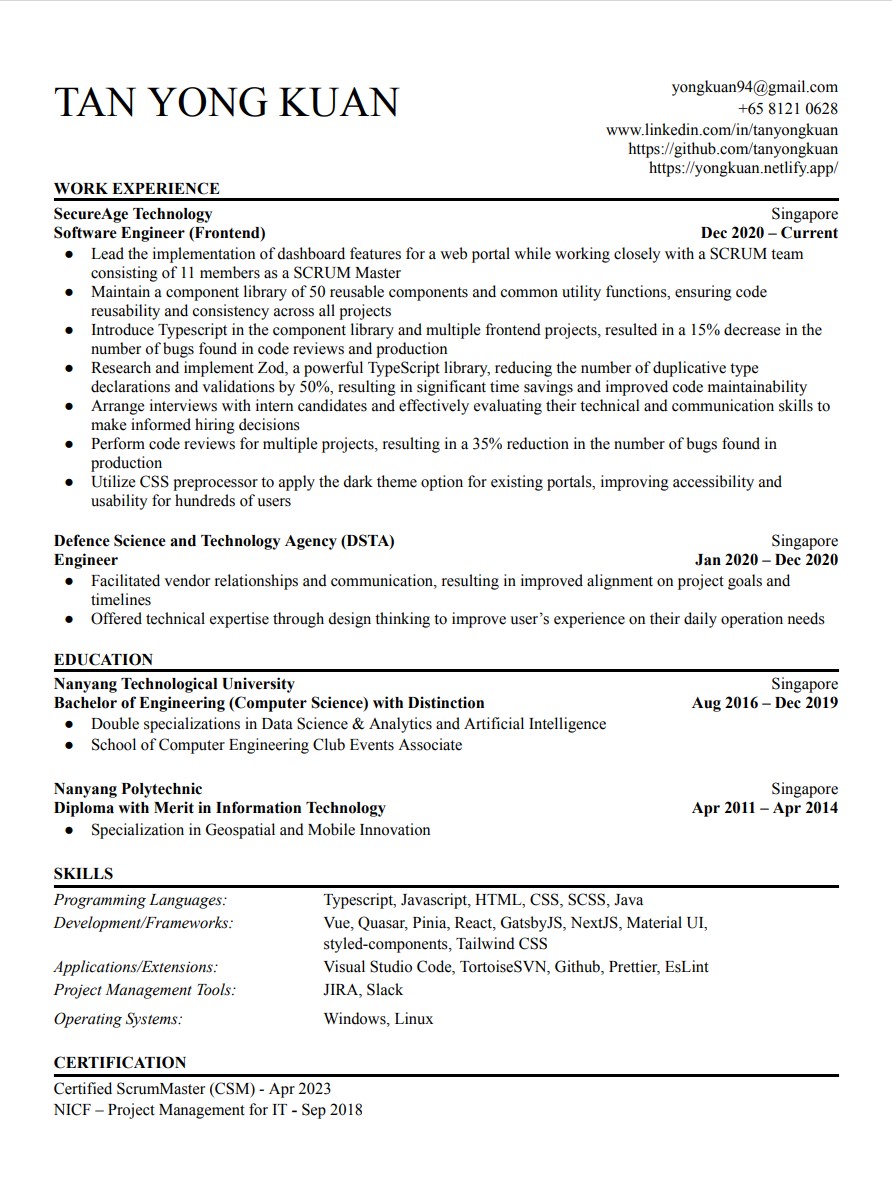 TAN YONG KUAN
yongkuan94@gmail.com
+65 8121 0628
www.linkedin.com/in/tanyongkuan
https://github.com/tanyongkuan
https://yongkuan.netlify.app/
WORK EXPERIENCE
SecureAge Technology Singapore
Software Engineer (Frontend) Dec 2020 – Current
● Lead the implementation of dashboard features for a web portal while working closely with a SCRUM team
consisting of 11 members as a SCRUM Master
● Maintain a component library of 50 reusable components and common utility functions, ensuring code
reusability and consistency across all projects
● Introduce Typescript in the component library and multiple frontend projects, resulted in a 15% decrease in the
number of bugs found in code reviews and production
● Research and implement Zod, a powerful TypeScript library, reducing the number of duplicative type
declarations and validations by 50%, resulting in significant time savings and improved code maintainability
● Arrange interviews with intern candidates and effectively evaluating their technical and communication skills to
make informed hiring decisions
● Perform code reviews for multiple projects, resulting in a 35% reduction in the number of bugs found in
production
● Utilize CSS preprocessor to apply the dark theme option for existing portals, improving accessibility and
usability for hundreds of users
Defence Science and Technology Agency (DSTA) Singapore
Engineer Jan 2020 – Dec 2020
● Facilitated vendor relationships and communication, resulting in improved alignment on project goals and
timelines
● Offered technical expertise through design thinking to improve user’s experience on their daily operation needs
EDUCATION
Nanyang Technological University Singapore
Bachelor of Engineering (Computer Science) with Distinction Aug 2016 – Dec 2019
● Double specializations in Data Science & Analytics and Artificial Intelligence
● School of Computer Engineering Club Events Associate
Nanyang Polytechnic Singapore
Diploma with Merit in Information Technology Apr 2011 – Apr 2014
● Specialization in Geospatial and Mobile Innovation
SKILLS
Programming Languages: Typescript, Javascript, HTML, CSS, SCSS, Java
Development/Frameworks: Vue, Quasar, Pinia, React, GatsbyJS, NextJS, Material UI,
styled-components, Tailwind CSS
Applications/Extensions: Visual Studio Code, TortoiseSVN, Github, Prettier, EsLint
Project Management Tools: JIRA, Slack
Operating Systems: Windows, Linux
CERTIFICATION
Certified ScrumMaster (CSM) - Apr 2023
NICF – Project Management for IT - Sep 2018